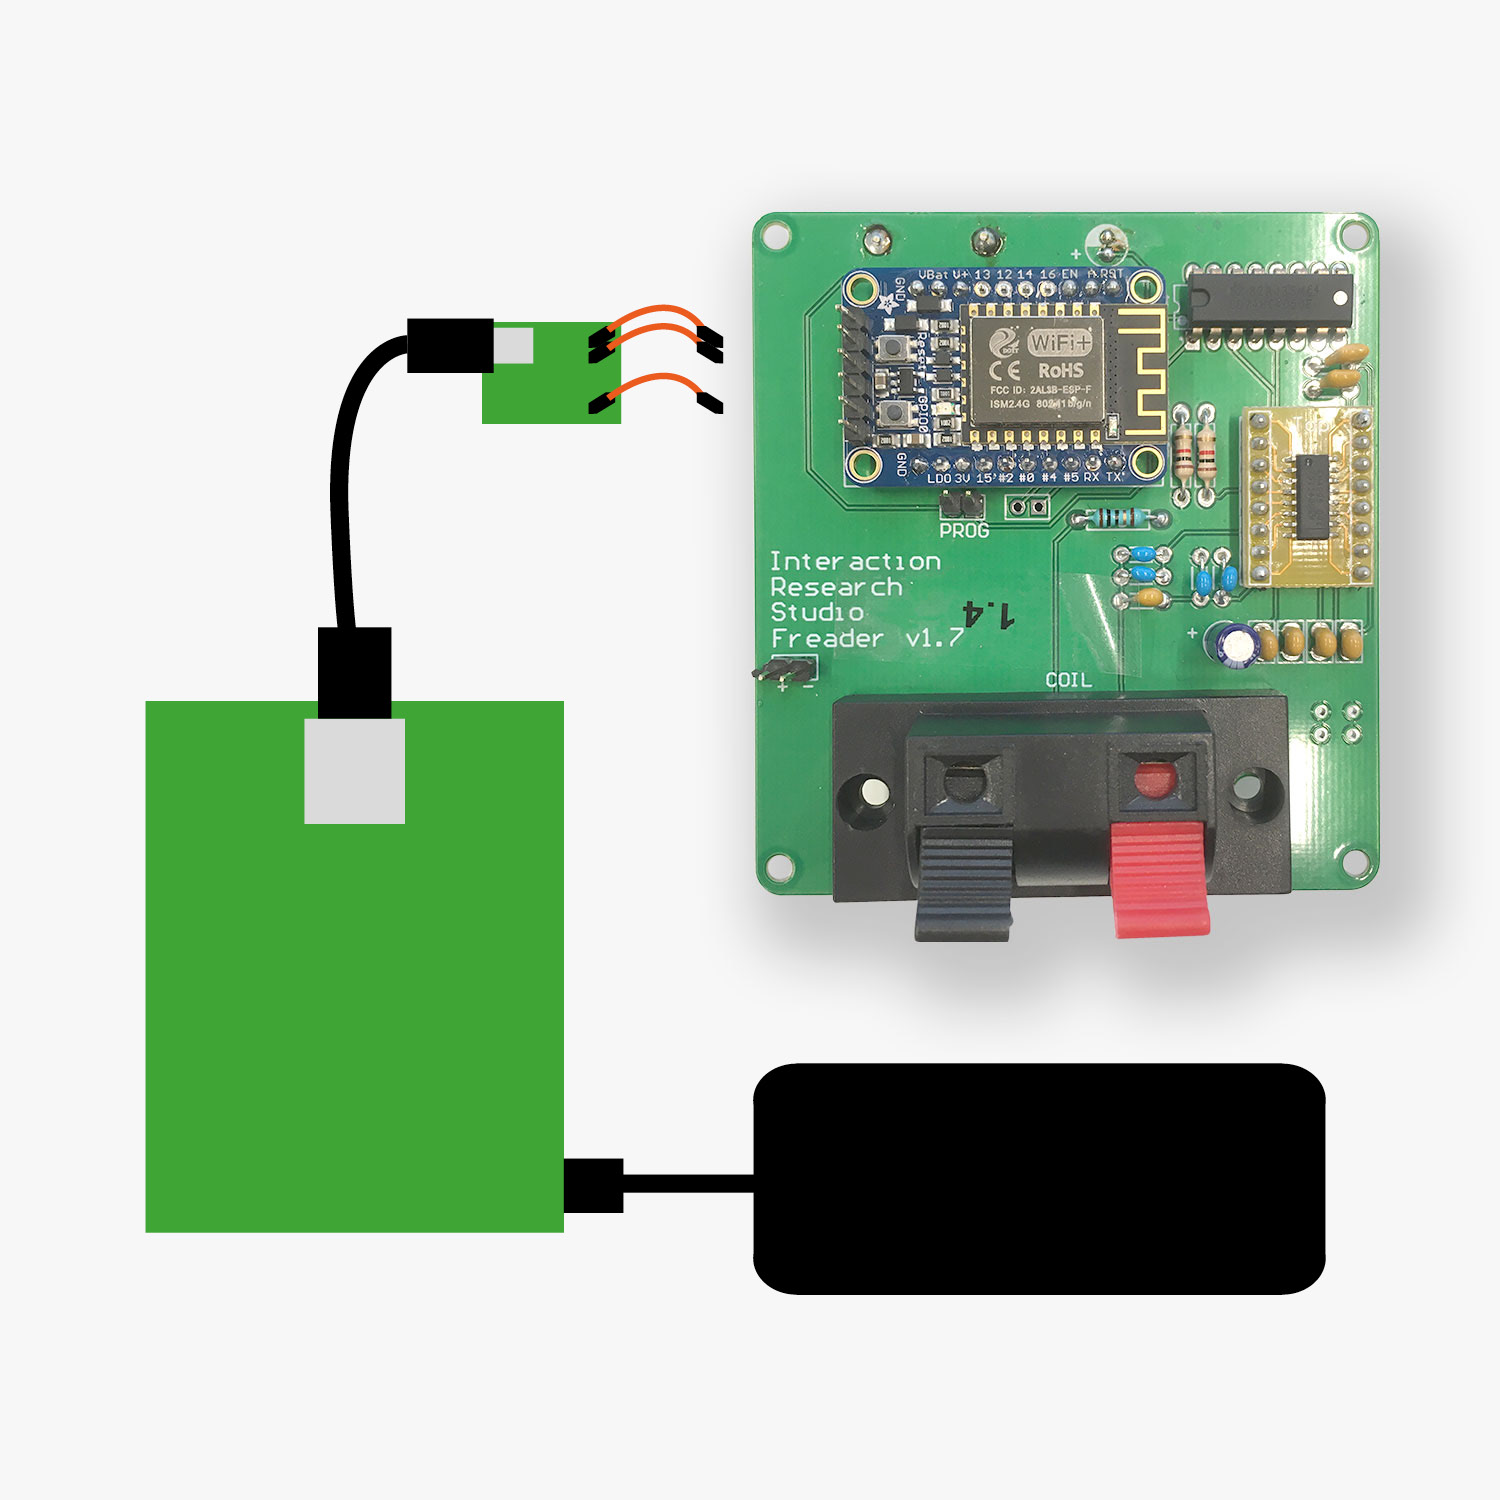 +
VBat V+ 13 12 14 16 EN A RST
GND
Reset
GPIO0
WiFi+
CE RoHS
FCC ID: 2AL3B-ESP-F
ISM2.4G 802.11b/g/n
GND
LDO 3V 15 #2 #0 #4 #5 RX TX
PROG
Interaction
Research
Studio
Freader v1.7
1.4
+
+ -
COIL